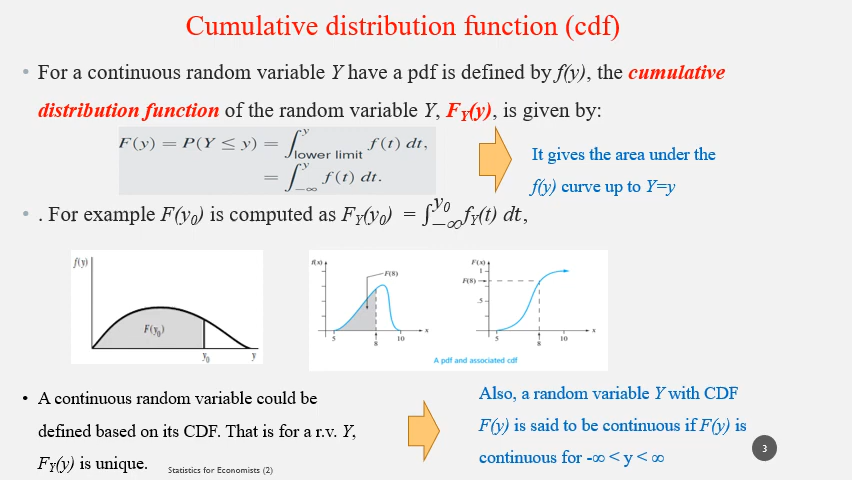 Cumulative distribution function (cdf)
• For a continuous random variable Y have a pdf is defined by f(y), the cumulative
distribution function of the random variable Y, F_Y(y), is given by:
F(y) = P(Y ≤ y) = ∫_{lower limit}^{y} f(t) dt,
= ∫_{−∞}^{y} f(t) dt.
It gives the area under the
f(y) curve up to Y=y
• . For example F(y₀) is computed as F_Y(y₀) = ∫_{−∞}^{y₀} f_Y(t) dt,
f(y)
F(y₀)
y₀
y
f(x)
F(8)
5
8
10
x
F(x)
1
F(8)
.5
5
8
10
x
A pdf and associated cdf
• A continuous random variable could be
defined based on its CDF. That is for a r.v. Y,
F_Y(y) is unique.
Also, a random variable Y with CDF
F(y) is said to be continuous if F(y) is
continuous for -∞ < y < ∞
Statistics for Economists (2)
3